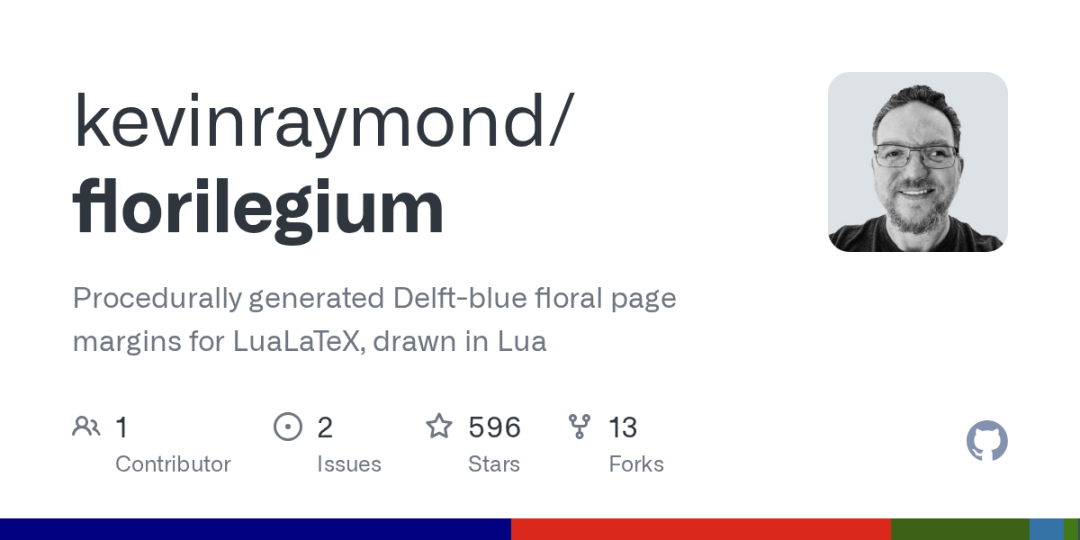 kevinraymond/
florilegium
Procedurally generated Delft-blue floral page
margins for LuaLaTeX, drawn in Lua
1
Contributor
2
Issues
596
Stars
13
Forks